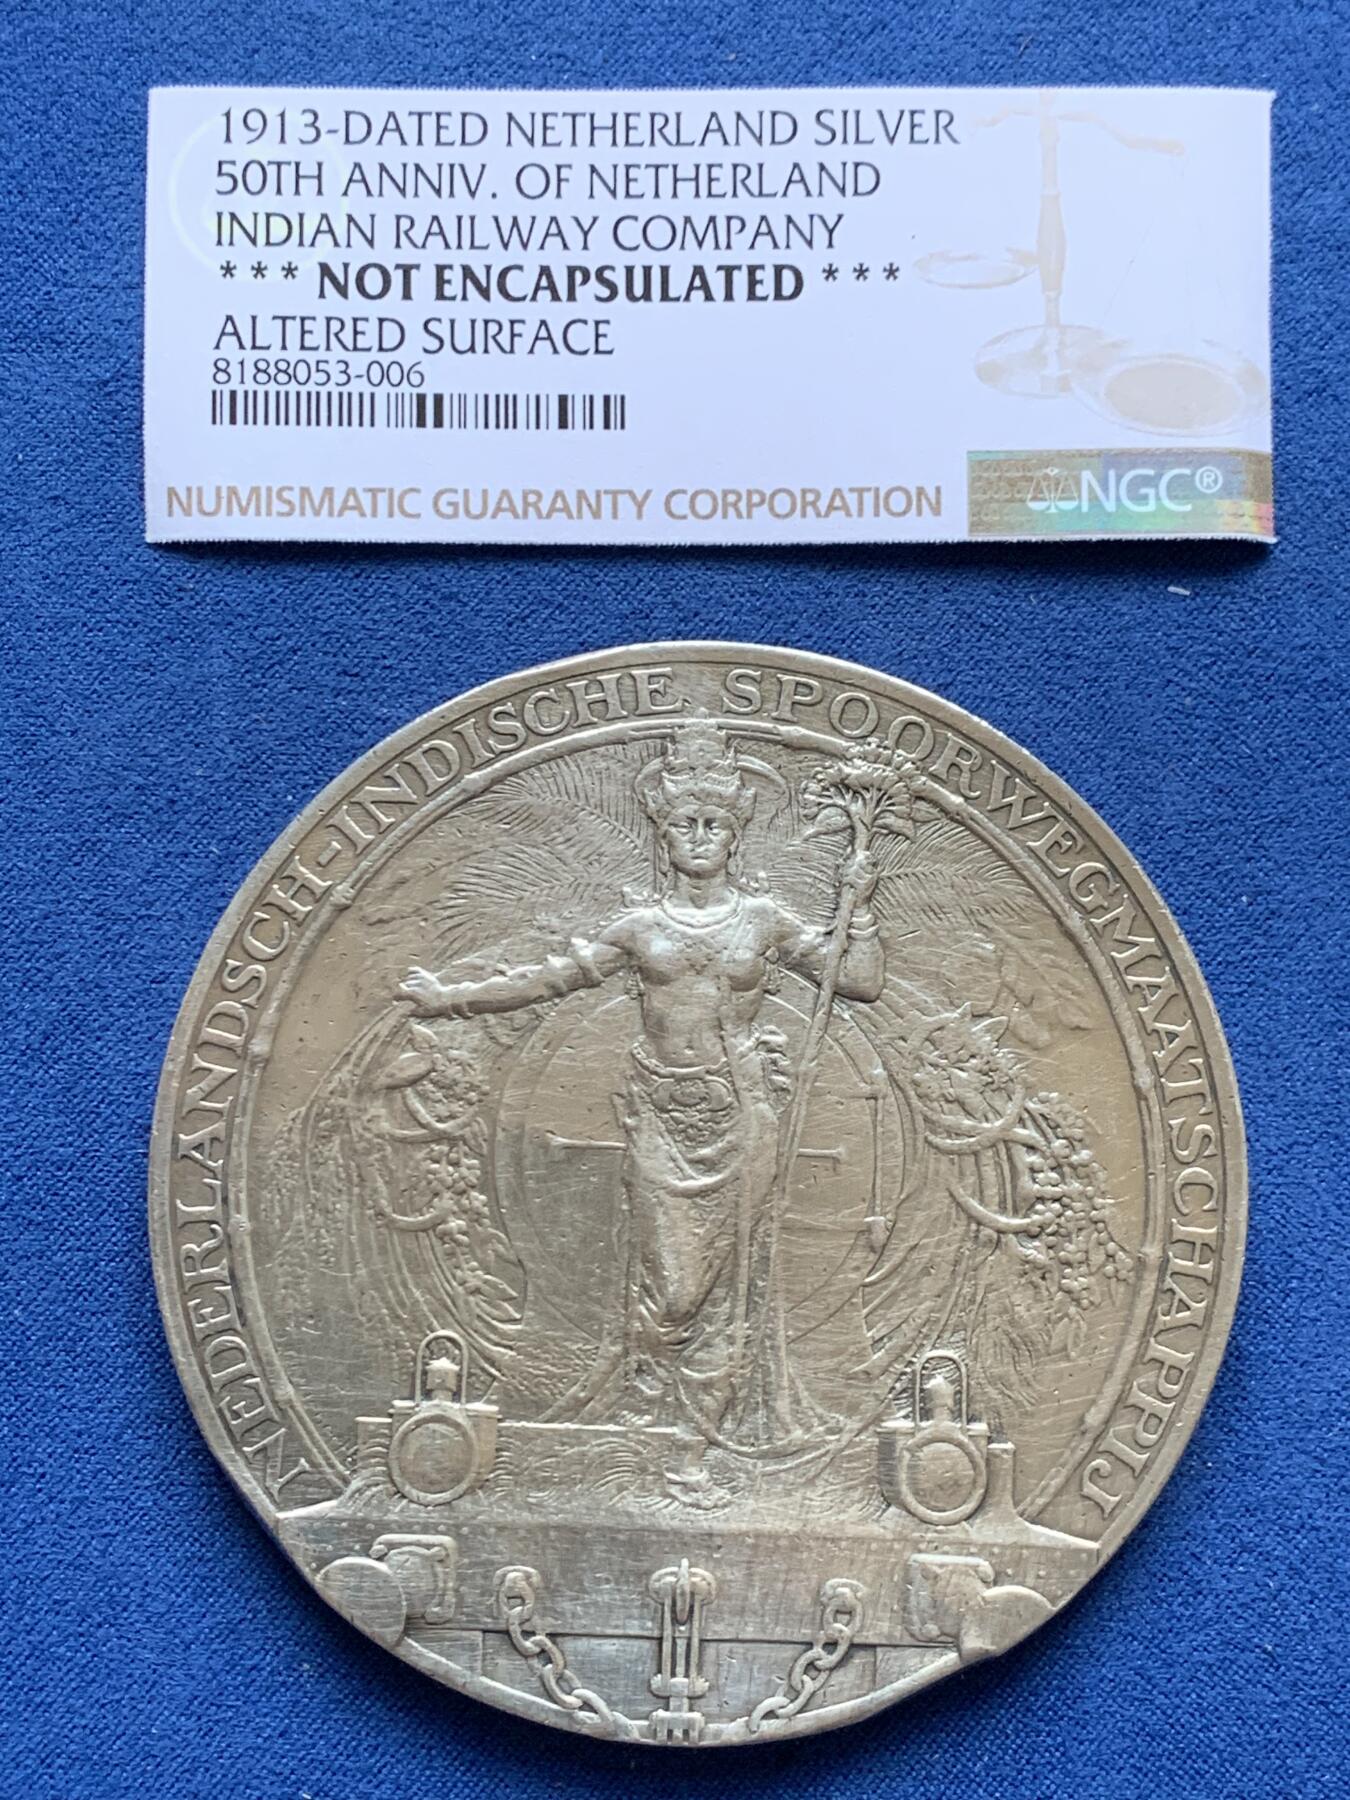 1913-DATED NETHERLAND SILVER
50TH ANNIV. OF NETHERLAND
INDIAN RAILWAY COMPANY
* * * NOT ENCAPSULATED * * *
ALTERED SURFACE
8188053-006
NUMISMATIC GUARANTY CORPORATION
NGC®
NEDERLANDSCH-INDISCHE SPOORWEGMAATSCHAPPIJ